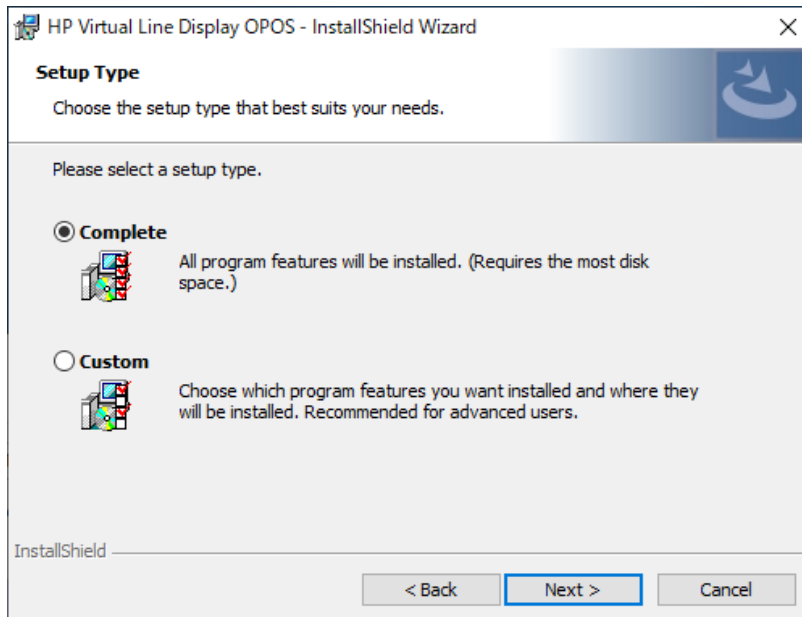 HP Virtual Line Display OPOS - InstallShield Wizard
Setup Type
Choose the setup type that best suits your needs.
Please select a setup type.
Complete
All program features will be installed. (Requires the most disk
space.)
Custom
Choose which program features you want installed and where they
will be installed. Recommended for advanced users.
InstallShield
< Back
Next >
Cancel